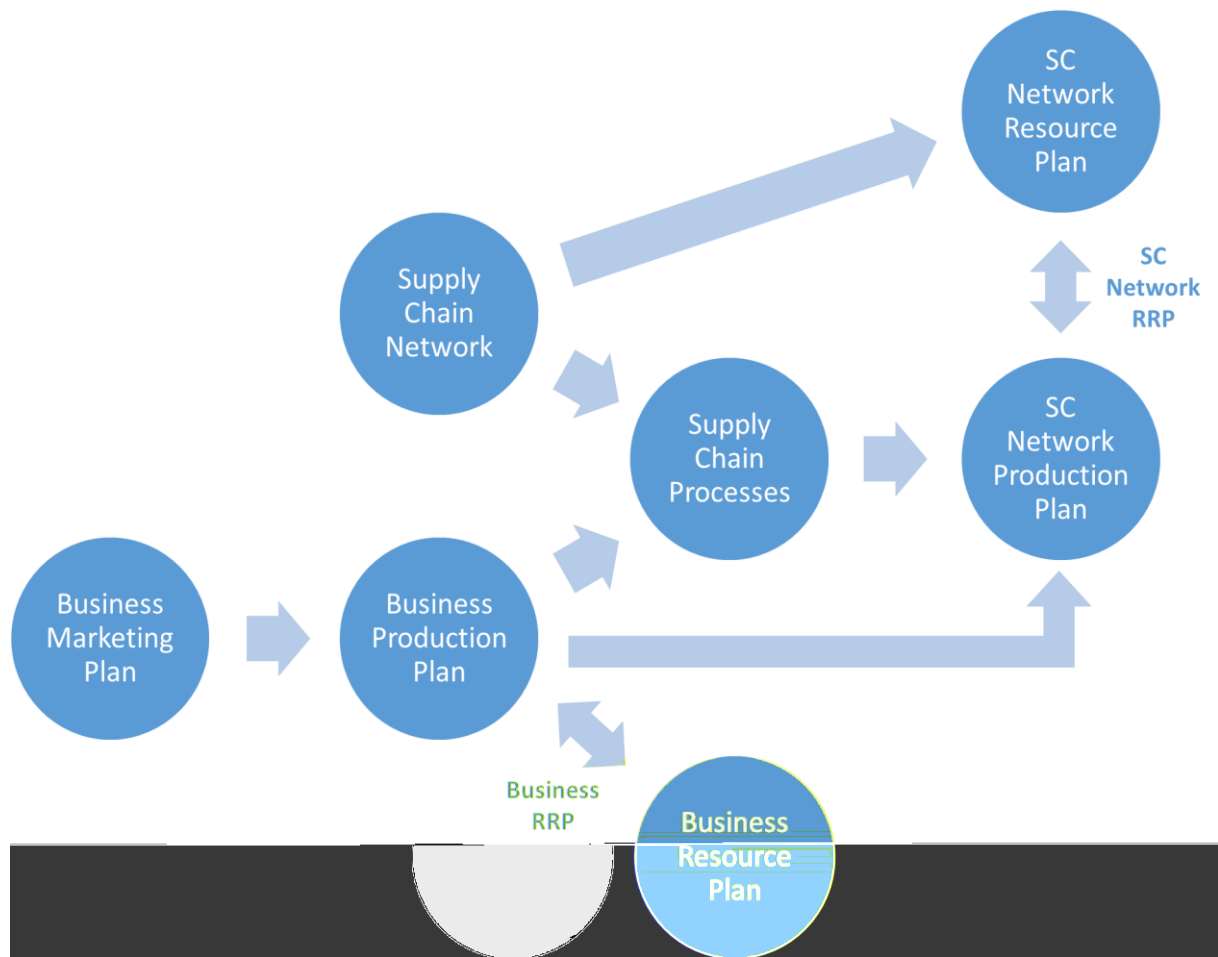 SC
Network
Resource
Plan
Supply
Chain
Network
SC
Network
RRP
Supply
Chain
Processes
SC
Network
Production
Plan
Business
Marketing
Plan
Business
Production
Plan
Business
RRP
Business
Resource
Plan